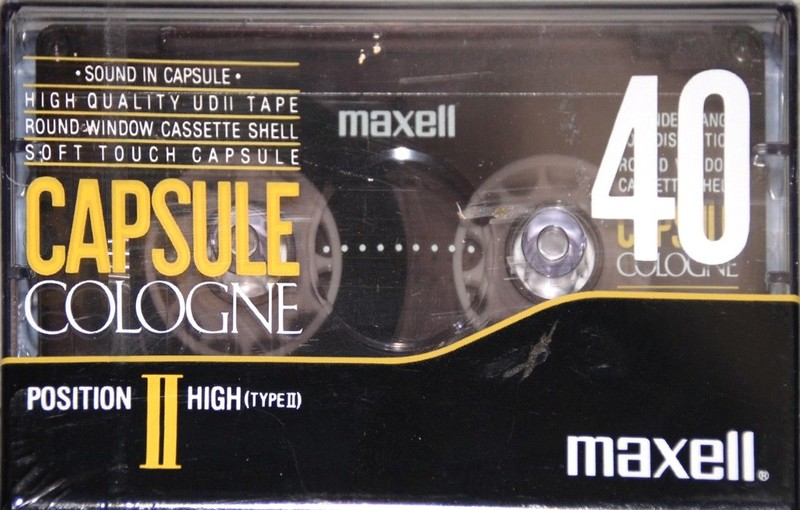 •SOUND IN CAPSULE•
HIGH QUALITY UDII TAPE
ROUND WINDOW CASSETTE SHELL
SOFT TOUCH CAPSULE
CAPSULE
COLOGNE
maxell
40
COLOGNE
POSITION II HIGH (TYPE II)
maxell®